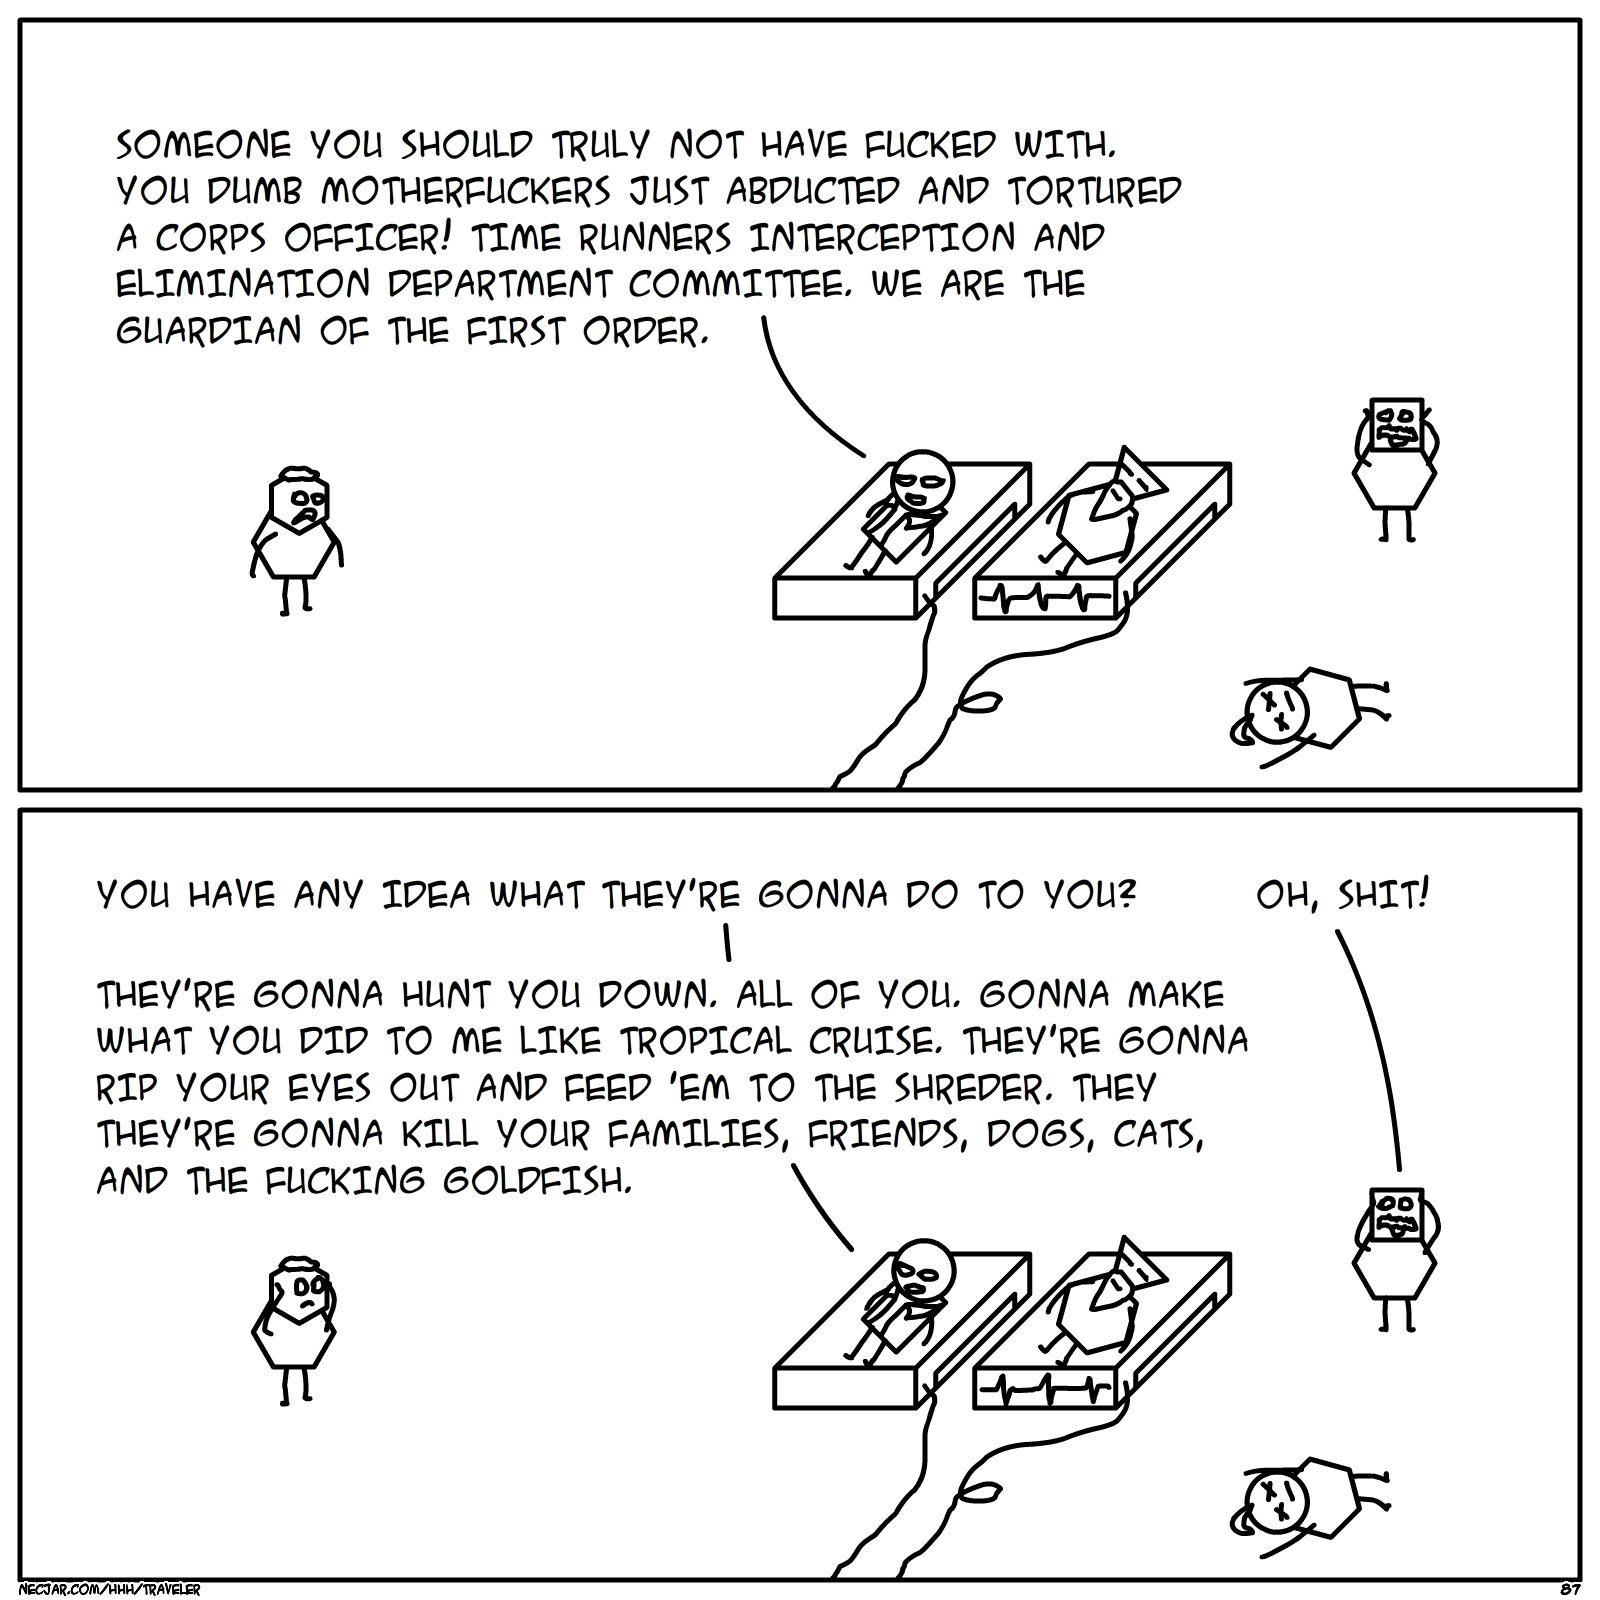 SOMEONE YOU SHOULD TRULY NOT HAVE FUCKED WITH.
YOU DUMB MOTHERFUCKERS JUST ABDUCTED AND TORTURED
A CORPS OFFICER! TIME RUNNERS INTERCEPTION AND
ELIMINATION DEPARTMENT COMMITTEE. WE ARE THE
GUARDIAN OF THE FIRST ORDER.
YOU HAVE ANY IDEA WHAT THEY'RE GONNA DO TO YOU?
OH, SHIT!
THEY'RE GONNA HUNT YOU DOWN. ALL OF YOU. GONNA MAKE
WHAT YOU DID TO ME LIKE TROPICAL CRUISE. THEY'RE GONNA
RIP YOUR EYES OUT AND FEED 'EM TO THE SHREDER. THEY
THEY'RE GONNA KILL YOUR FAMILIES, FRIENDS, DOGS, CATS,
AND THE FUCKING GOLDFISH.
NECJAR.COM/HHH/TRAVELER
87